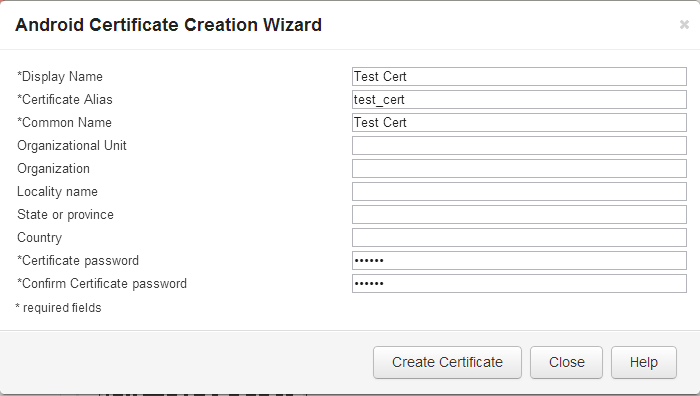 Android Certificate Creation Wizard ×
*Display Name Test Cert
*Certificate Alias test_cert
*Common Name Test Cert
Organizational Unit
Organization
Locality name
State or province
Country
*Certificate password ••••••
*Confirm Certificate password ••••••
* required fields
Create Certificate Close Help